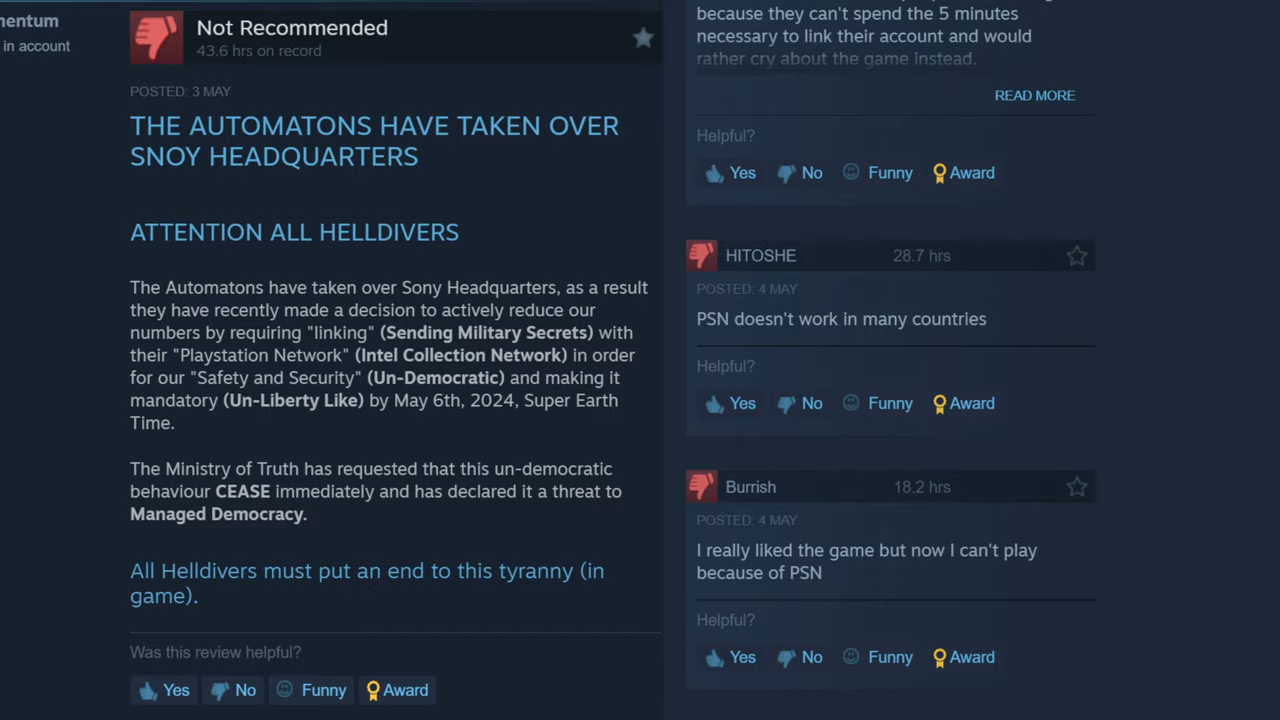 mentum
in account
Not Recommended
43.6 hrs on record
POSTED: 3 MAY
THE AUTOMATONS HAVE TAKEN OVER
SNOY HEADQUARTERS
ATTENTION ALL HELLDIVERS
The Automatons have taken over Sony Headquarters, as a result
they have recently made a decision to actively reduce our
numbers by requiring "linking" (Sending Military Secrets) with
their "Playstation Network" (Intel Collection Network) in order
for our "Safety and Security" (Un-Democratic) and making it
mandatory (Un-Liberty Like) by May 6th, 2024, Super Earth
Time.
The Ministry of Truth has requested that this un-democratic
behaviour CEASE immediately and has declared it a threat to
Managed Democracy.
All Helldivers must put an end to this tyranny (in
game).
Was this review helpful?
Yes No Funny Award
because they can't spend the 5 minutes
necessary to link their account and would
rather cry about the game instead.
READ MORE
Helpful?
Yes No Funny Award
HITOSHE 28.7 hrs
POSTED: 4 MAY
PSN doesn't work in many countries
Helpful?
Yes No Funny Award
Burrish 18.2 hrs
POSTED: 4 MAY
I really liked the game but now I can't play
because of PSN
Helpful?
Yes No Funny Award